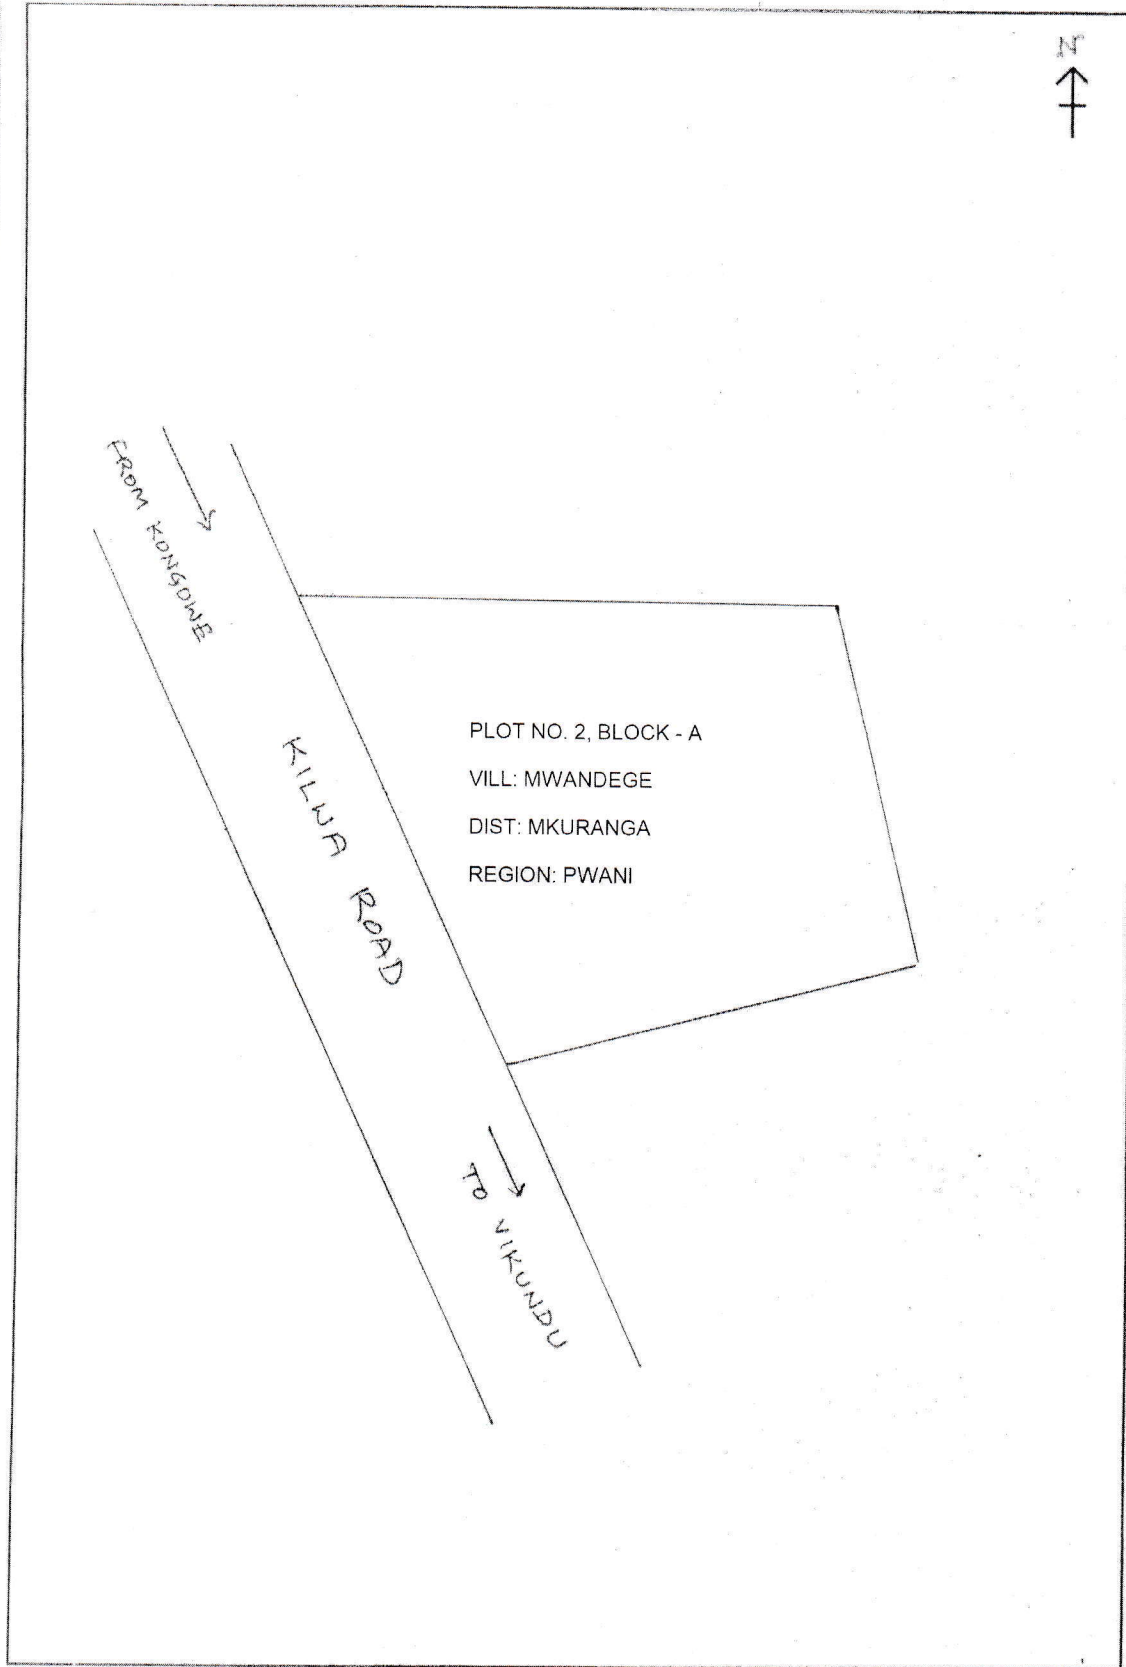 N
FROM KONGOWE
KILWA ROAD
PLOT NO. 2, BLOCK - A
VILL: MWANDEGE
DIST: MKURANGA
REGION: PWANI
TO VIKUNDU